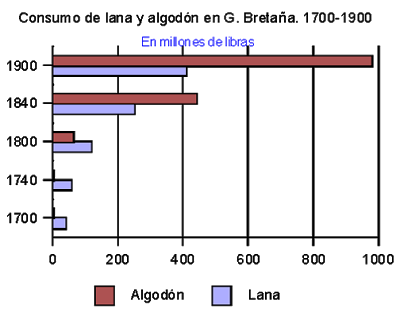 Consumo de lana y algodón en G. Bretaña. 1700-1900
En millones de libras
1900
1840
1800
1740
1700
0 200 400 600 800 1000
Algodón Lana